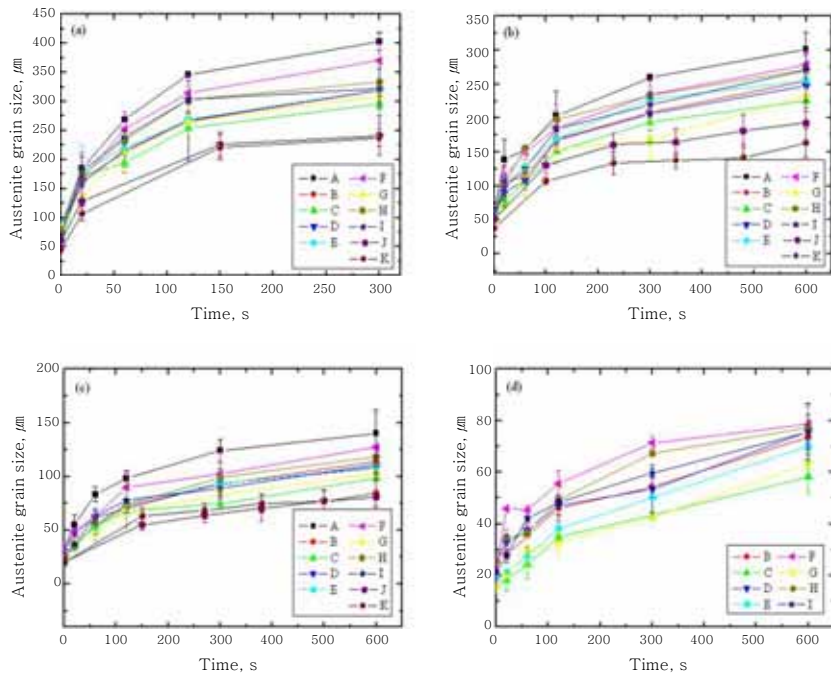 (a)
Austenite grain size, ㎛
450
400
350
300
250
200
150
100
50
0
0 50 100 150 200 250 300
Time, s
A F
B G
C H
D I
E J
K
(b)
Austenite grain size, ㎛
350
300
250
200
150
100
50
0
0 100 200 300 400 500 600
Time, s
A F
B G
C H
D I
E J
K
(c)
Austenite grain size, ㎛
200
150
100
50
0
0 100 200 300 400 500 600
Time, s
A F
B G
C H
D I
E J
K
(d)
Austenite grain size, ㎛
100
80
60
40
20
0
0 100 200 300 400 500 600
Time, s
B F
C G
D H
E I